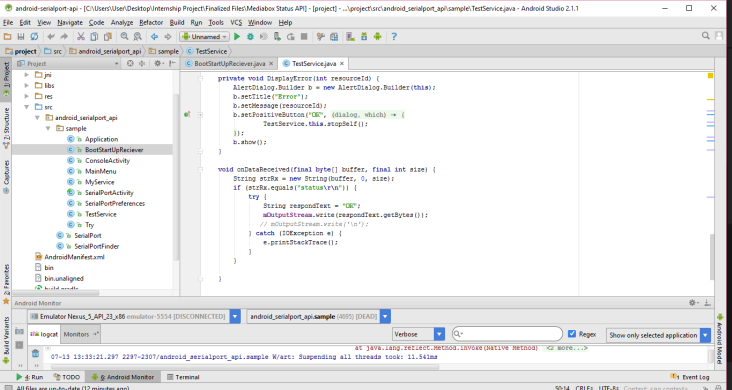 android_serialport-api - [C:\Users\User\Desktop\Internship Project\Finalized Files\Mediabox Status API] - [project] - ...\project\src\android_serialport_api\sample\TestService.java - Android Studio 2.1.1
File Edit View Navigate Code Analyze Refactor Build Run Tools VCS Window Help
Unnamed
project src android_serialport_api sample TestService
Project
BootStartUpReciever.java
TestService.java
1: Project
2: Structure
Captures
2: Favorites
Build Variants
jni
libs
res
src
android_serialport_api
sample
Application
BootStartUpReciever
ConsoleActivity
MainMenu
MyService
SerialPortActivity
SerialPortPreferences
TestService
Try
SerialPort
SerialPortFinder
AndroidManifest.xml
bin
bin.unaligned
build.gradle
private void DisplayError(int resourceId) {
AlertDialog.Builder b = new AlertDialog.Builder(this);
b.setTitle("Error");
b.setMessage(resourceId);
b.setPositiveButton("OK", (dialog, which) → {
TestService.this.stopSelf();
});
b.show();
}
void onDataReceived(final byte[] buffer, final int size) {
String strRx = new String(buffer, 0, size);
if (strRx.equals("status\r\n")) {
try {
String respondText = "OK";
mOutputStream.write(respondText.getBytes());
// mOutputStream.write('\n');
} catch (IOException e) {
e.printStackTrace();
}
}
}
Android Monitor
Emulator Nexus_5_API_23_x86 emulator-5554 [DISCONNECTED]
android_serialport_api.sample (4695) [DEAD]
logcat
Monitors
Verbose
Regex
Show only selected application
Android Model
at java.lang.reflect.Method.invoke(Native Method) <2 more...>
07-13 13:33:21.297 2297-2307/android_serialport_api.sample W/art: Suspending all threads took: 11.541ms
4: Run
TODO
6: Android Monitor
Terminal
Event Log
All files are up-to-date (12 minutes ago)
50:14 CRLF UTF-8 Context: <no context>